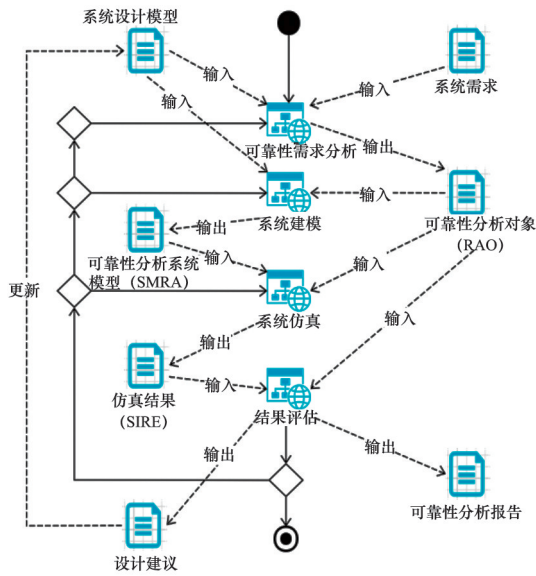 系统设计模型
输入
输入
输入
系统需求
可靠性需求分析
输出
输入
输出
系统建模
可靠性分析对象
(RAO)
可靠性分析系统
模型（SMRA）
输入
输入
更新
系统仿真
输入
输出
输入
仿真结果
(SIRE)
结果评估
输出
输出
可靠性分析报告
设计建议